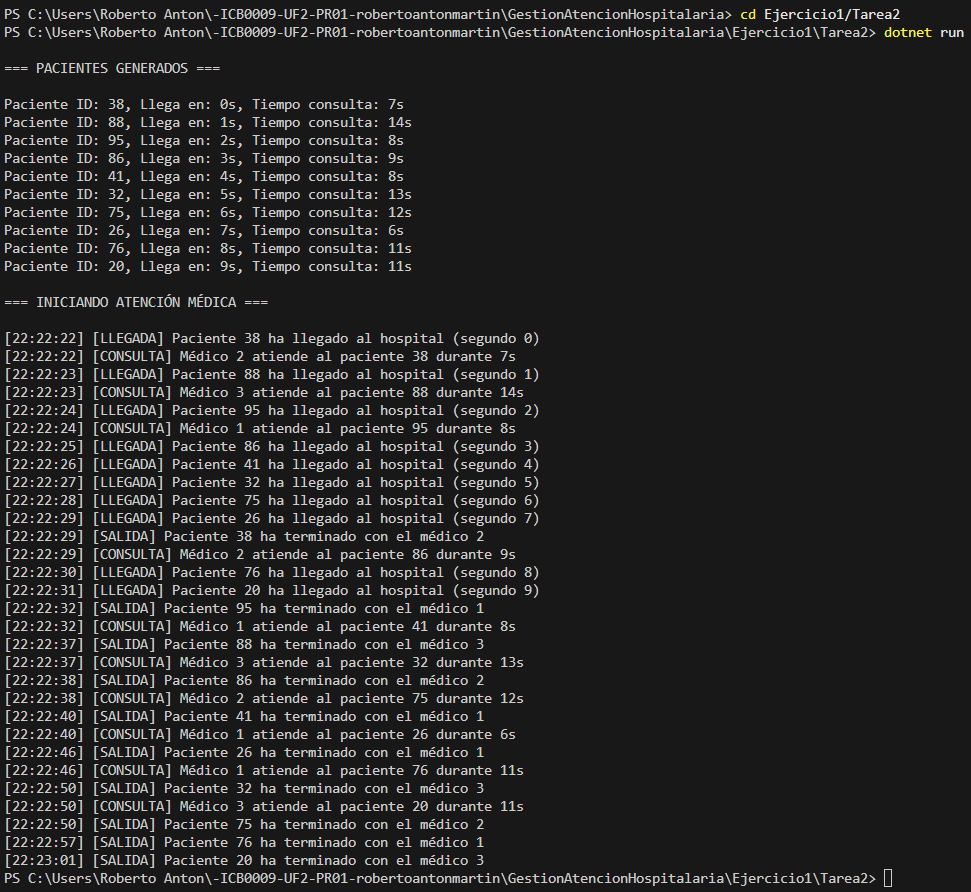 PS C:\Users\Roberto Anton\-ICB0009-UF2-PR01-robertoantonmartin\GestionAtencionHospitalaria> cd Ejercicio1/Tarea2
PS C:\Users\Roberto Anton\-ICB0009-UF2-PR01-robertoantonmartin\GestionAtencionHospitalaria\Ejercicio1\Tarea2> dotnet run
=== PACIENTES GENERADOS ===
Paciente ID: 38, Llega en: 0s, Tiempo consulta: 7s
Paciente ID: 88, Llega en: 1s, Tiempo consulta: 14s
Paciente ID: 95, Llega en: 2s, Tiempo consulta: 8s
Paciente ID: 86, Llega en: 3s, Tiempo consulta: 9s
Paciente ID: 41, Llega en: 4s, Tiempo consulta: 8s
Paciente ID: 32, Llega en: 5s, Tiempo consulta: 13s
Paciente ID: 75, Llega en: 6s, Tiempo consulta: 12s
Paciente ID: 26, Llega en: 7s, Tiempo consulta: 6s
Paciente ID: 76, Llega en: 8s, Tiempo consulta: 11s
Paciente ID: 20, Llega en: 9s, Tiempo consulta: 11s
=== INICIANDO ATENCIÓN MÉDICA ===
[22:22:22] [LLEGADA] Paciente 38 ha llegado al hospital (segundo 0)
[22:22:22] [CONSULTA] Médico 2 atiende al paciente 38 durante 7s
[22:22:23] [LLEGADA] Paciente 88 ha llegado al hospital (segundo 1)
[22:22:23] [CONSULTA] Médico 3 atiende al paciente 88 durante 14s
[22:22:24] [LLEGADA] Paciente 95 ha llegado al hospital (segundo 2)
[22:22:24] [CONSULTA] Médico 1 atiende al paciente 95 durante 8s
[22:22:25] [LLEGADA] Paciente 86 ha llegado al hospital (segundo 3)
[22:22:26] [LLEGADA] Paciente 41 ha llegado al hospital (segundo 4)
[22:22:27] [LLEGADA] Paciente 32 ha llegado al hospital (segundo 5)
[22:22:28] [LLEGADA] Paciente 75 ha llegado al hospital (segundo 6)
[22:22:29] [LLEGADA] Paciente 26 ha llegado al hospital (segundo 7)
[22:22:29] [SALIDA] Paciente 38 ha terminado con el médico 2
[22:22:29] [CONSULTA] Médico 2 atiende al paciente 86 durante 9s
[22:22:30] [LLEGADA] Paciente 76 ha llegado al hospital (segundo 8)
[22:22:31] [LLEGADA] Paciente 20 ha llegado al hospital (segundo 9)
[22:22:32] [SALIDA] Paciente 95 ha terminado con el médico 1
[22:22:32] [CONSULTA] Médico 1 atiende al paciente 41 durante 8s
[22:22:37] [SALIDA] Paciente 88 ha terminado con el médico 3
[22:22:37] [CONSULTA] Médico 3 atiende al paciente 32 durante 13s
[22:22:38] [SALIDA] Paciente 86 ha terminado con el médico 2
[22:22:38] [CONSULTA] Médico 2 atiende al paciente 75 durante 12s
[22:22:40] [SALIDA] Paciente 41 ha terminado con el médico 1
[22:22:40] [CONSULTA] Médico 1 atiende al paciente 26 durante 6s
[22:22:46] [SALIDA] Paciente 26 ha terminado con el médico 1
[22:22:46] [CONSULTA] Médico 1 atiende al paciente 76 durante 11s
[22:22:50] [SALIDA] Paciente 32 ha terminado con el médico 3
[22:22:50] [CONSULTA] Médico 3 atiende al paciente 20 durante 11s
[22:22:50] [SALIDA] Paciente 75 ha terminado con el médico 2
[22:22:57] [SALIDA] Paciente 76 ha terminado con el médico 1
[22:23:01] [SALIDA] Paciente 20 ha terminado con el médico 3
PS C:\Users\Roberto Anton\-ICB0009-UF2-PR01-robertoantonmartin\GestionAtencionHospitalaria\Ejercicio1\Tarea2>